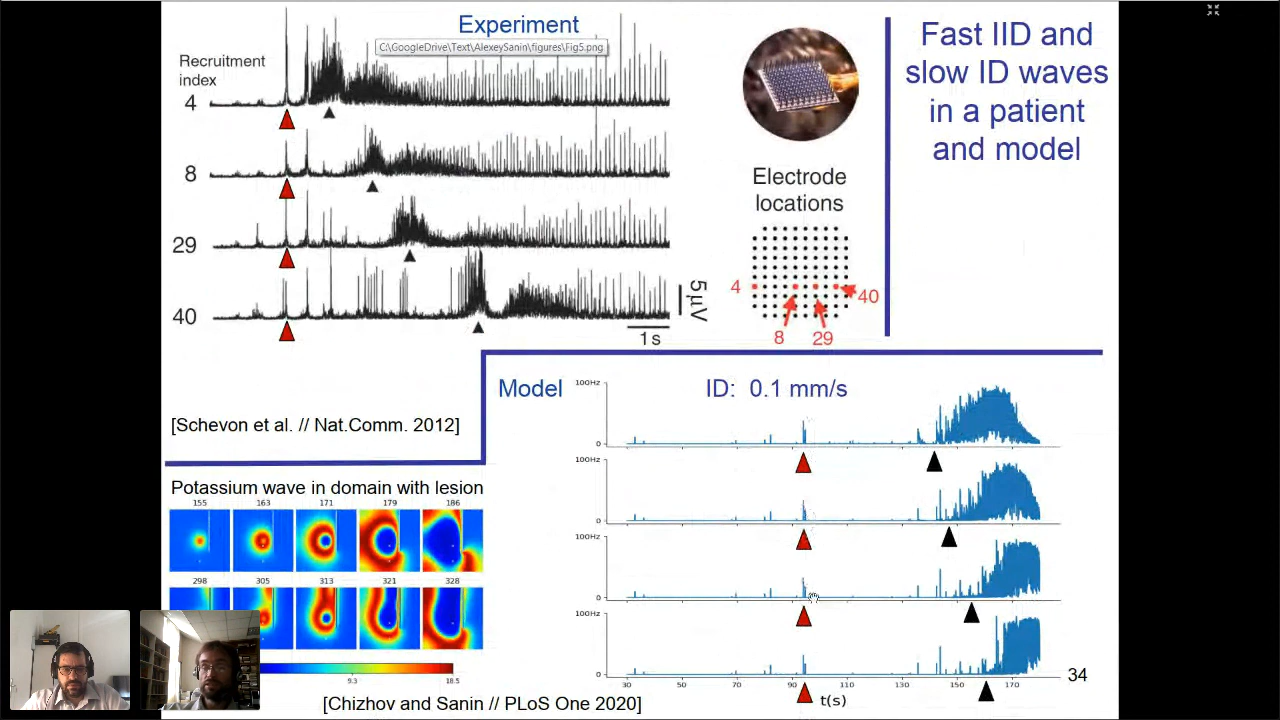 Experiment
C:\GoogleDrive\Text\AlexeySanin\figures\Fig5.png
Fast IID and
slow ID waves
in a patient
and model
Recruitment
index
4
8
29
40
5 µV
1 s
Electrode
locations
4
40
8
29
[Schevon et al. // Nat.Comm. 2012]
Model
ID: 0.1 mm/s
100Hz
0
100Hz
0
100Hz
0
100Hz
0
30 50 70 90 110 130 150 170
t(s)
34
Potassium wave in domain with lesion
155 163 171 179 186
298 305 313 321 328
9.3 18.5
[Chizhov and Sanin // PLoS One 2020]